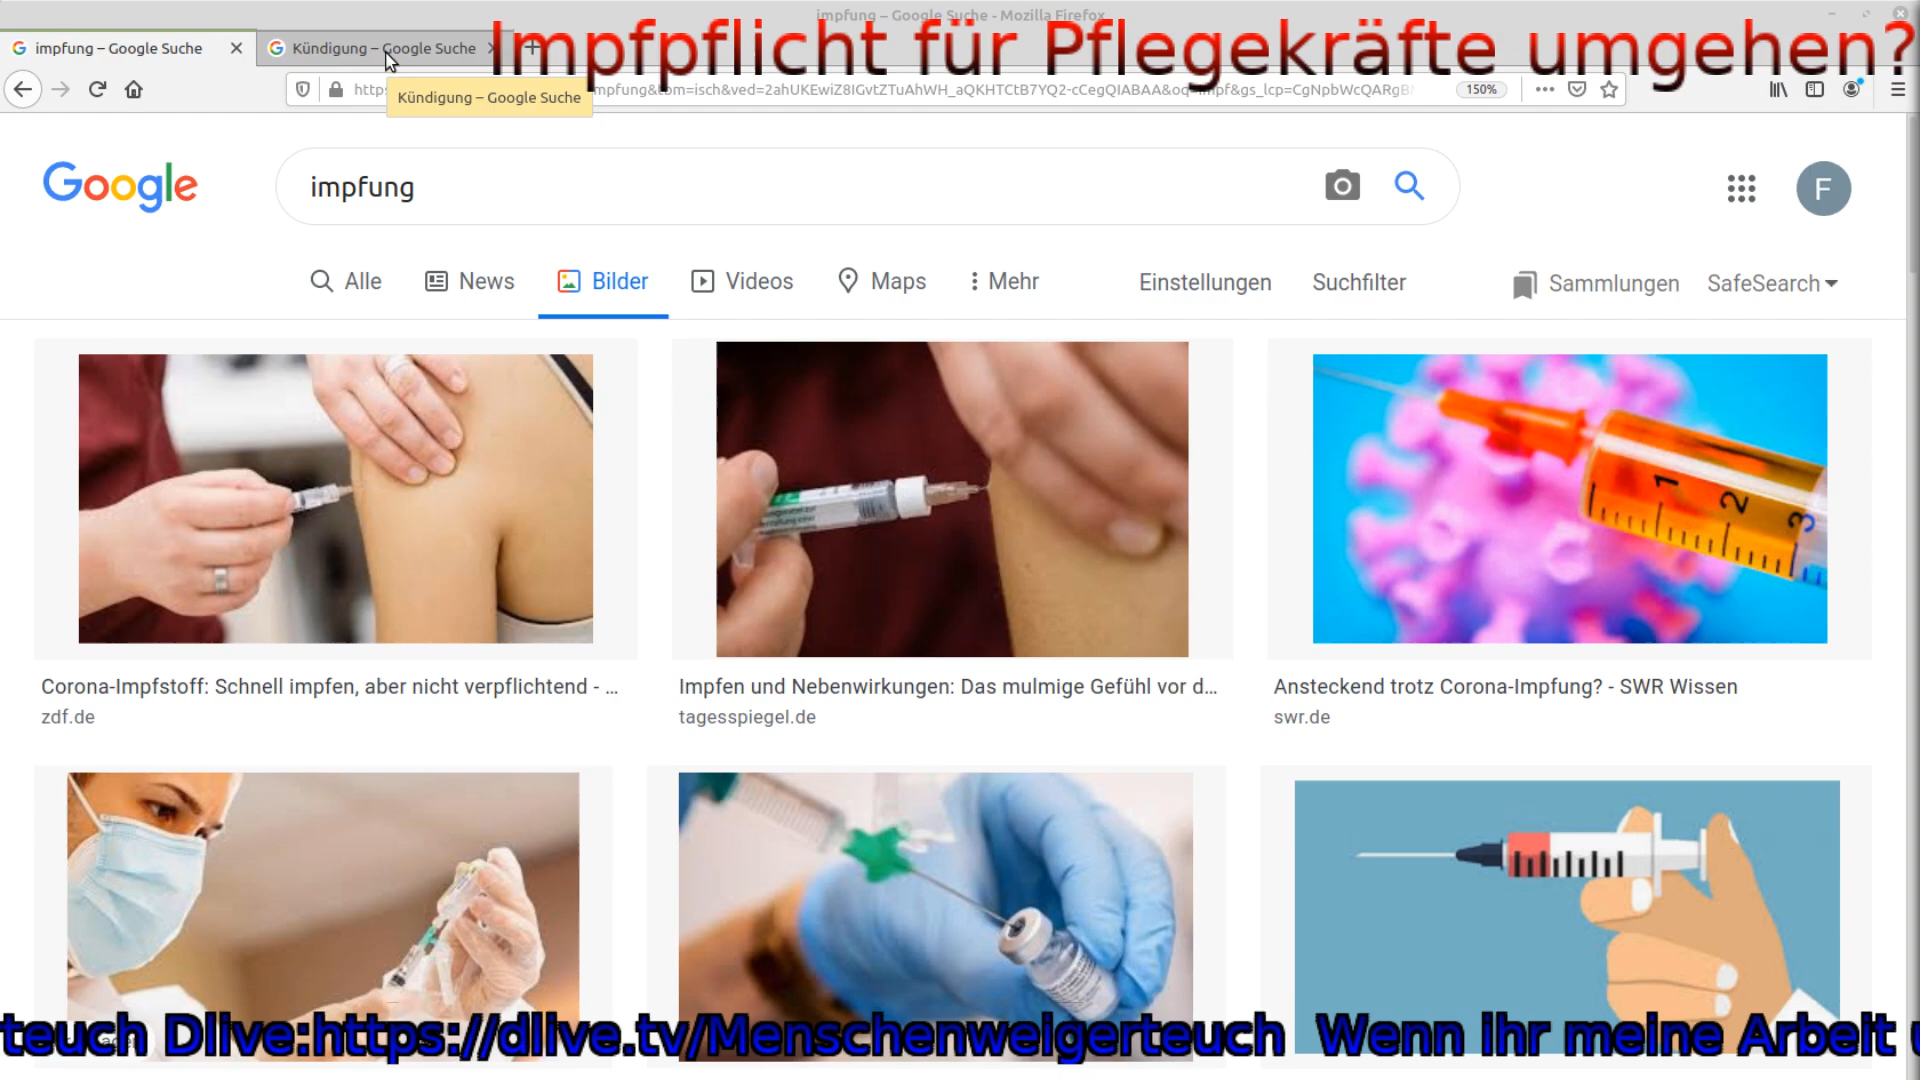 impfung – Google Suche - Mozilla Firefox
Impfpflicht für Pflegekräfte umgehen?
impfung – Google Suche
Kündigung – Google Suche
Kündigung – Google Suche
150%
Google
impfung
F
Alle
News
Bilder
Videos
Maps
Mehr
Einstellungen
Suchfilter
Sammlungen
SafeSearch
1 2 3
Corona-Impfstoff: Schnell impfen, aber nicht verpflichtend - ...
zdf.de
Impfen und Nebenwirkungen: Das mulmige Gefühl vor d...
tagesspiegel.de
Ansteckend trotz Corona-Impfung? - SWR Wissen
swr.de
teuch Dlive:https://dlive.tv/Menschenweigerteuch Wenn ihr meine Arbeit